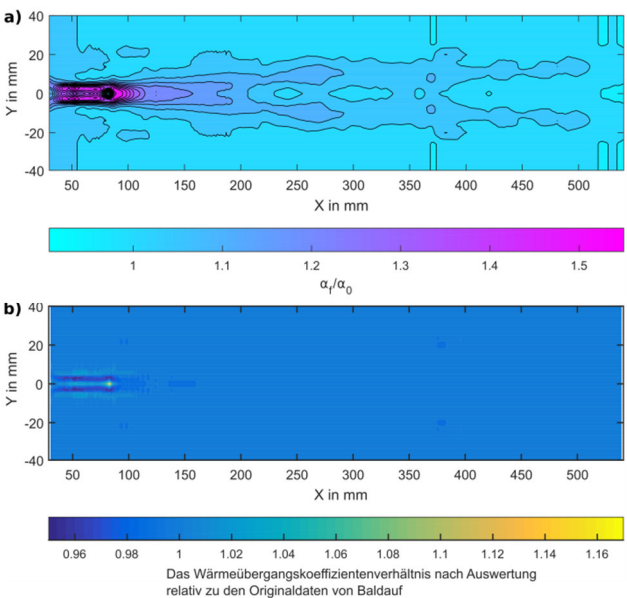 a)
40
20
0
-20
-40
Y in mm
50 100 150 200 250 300 350 400 450 500
X in mm
1 1.1 1.2 1.3 1.4 1.5
αf/α0
b)
40
20
0
-20
-40
Y in mm
50 100 150 200 250 300 350 400 450 500
X in mm
0.96 0.98 1 1.02 1.04 1.06 1.08 1.1 1.12 1.14 1.16
Das Wärmeübergangskoeffizientenverhältnis nach Auswertung
relativ zu den Originaldaten von Baldauf